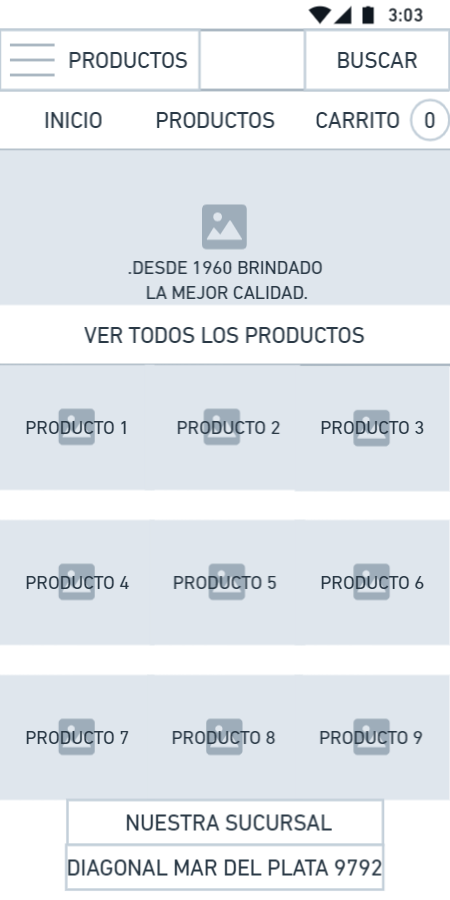 3:03
PRODUCTOS
BUSCAR
INICIO
PRODUCTOS
CARRITO
0
.DESDE 1960 BRINDADO
LA MEJOR CALIDAD.
VER TODOS LOS PRODUCTOS
PRODUCTO 1
PRODUCTO 2
PRODUCTO 3
PRODUCTO 4
PRODUCTO 5
PRODUCTO 6
PRODUCTO 7
PRODUCTO 8
PRODUCTO 9
NUESTRA SUCURSAL
DIAGONAL MAR DEL PLATA 9792